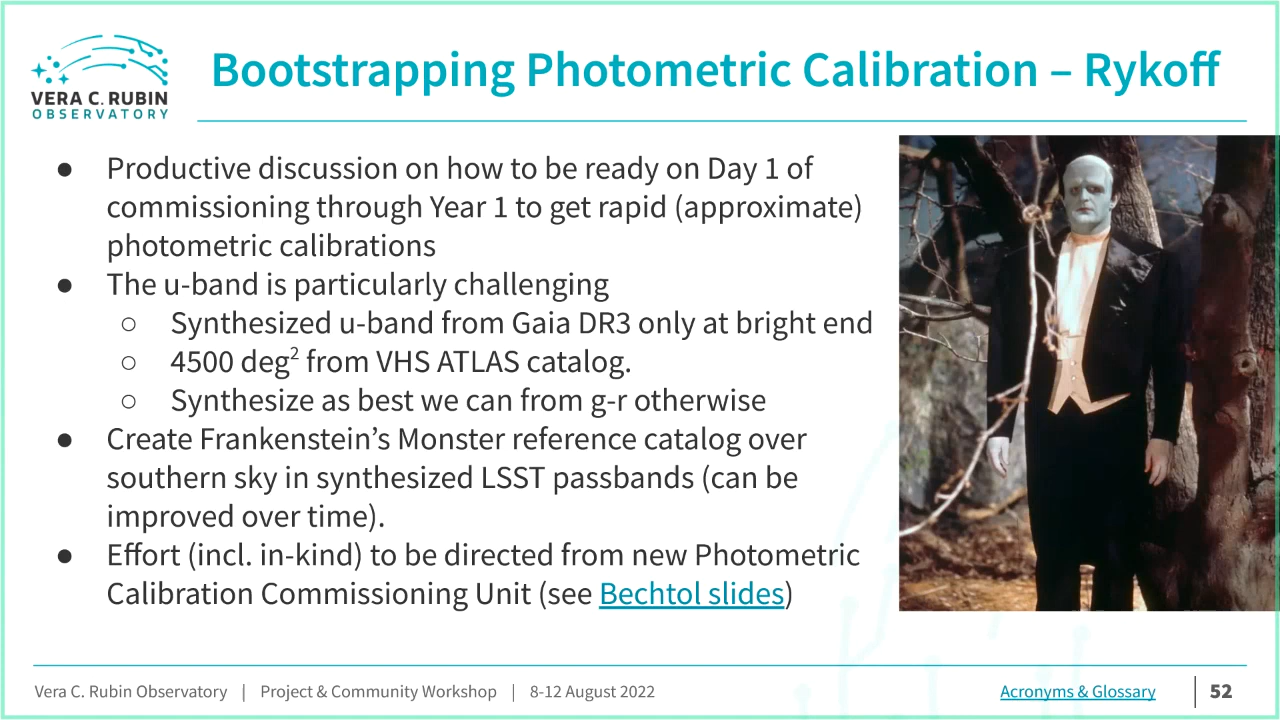 VERA C. RUBIN
OBSERVATORY
Bootstrapping Photometric Calibration – Rykoff
● Productive discussion on how to be ready on Day 1 of
commissioning through Year 1 to get rapid (approximate)
photometric calibrations
● The u-band is particularly challenging
○ Synthesized u-band from Gaia DR3 only at bright end
○ 4500 deg² from VHS ATLAS catalog.
○ Synthesize as best we can from g-r otherwise
● Create Frankenstein’s Monster reference catalog over
southern sky in synthesized LSST passbands (can be
improved over time).
● Effort (incl. in-kind) to be directed from new Photometric
Calibration Commissioning Unit (see Bechtol slides)
Vera C. Rubin Observatory | Project & Community Workshop | 8-12 August 2022
Acronyms & Glossary | 52